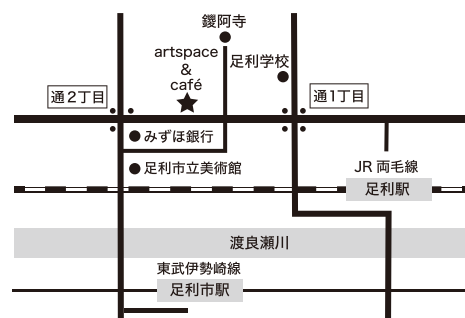 鑁阿寺
artspace
&
café
足利学校
通2丁目
通1丁目
みずほ銀行
足利市立美術館
JR 両毛線
足利駅
渡良瀬川
東武伊勢崎線
足利市駅